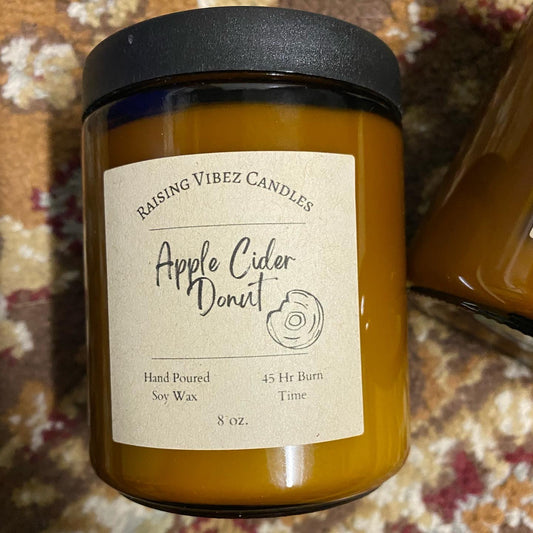 RAISING VIBEZ CANDLES
Apple Cider
Donut
Hand Poured
Soy Wax
45 Hr Burn
Time
8 oz.